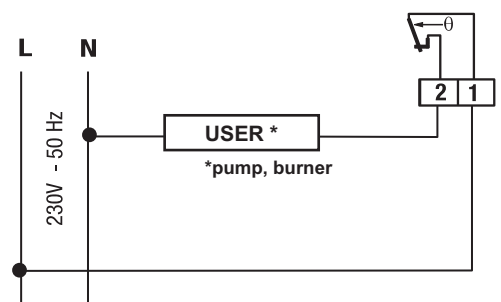 L N
θ
2 1
230V - 50 Hz
USER *
*pump, burner